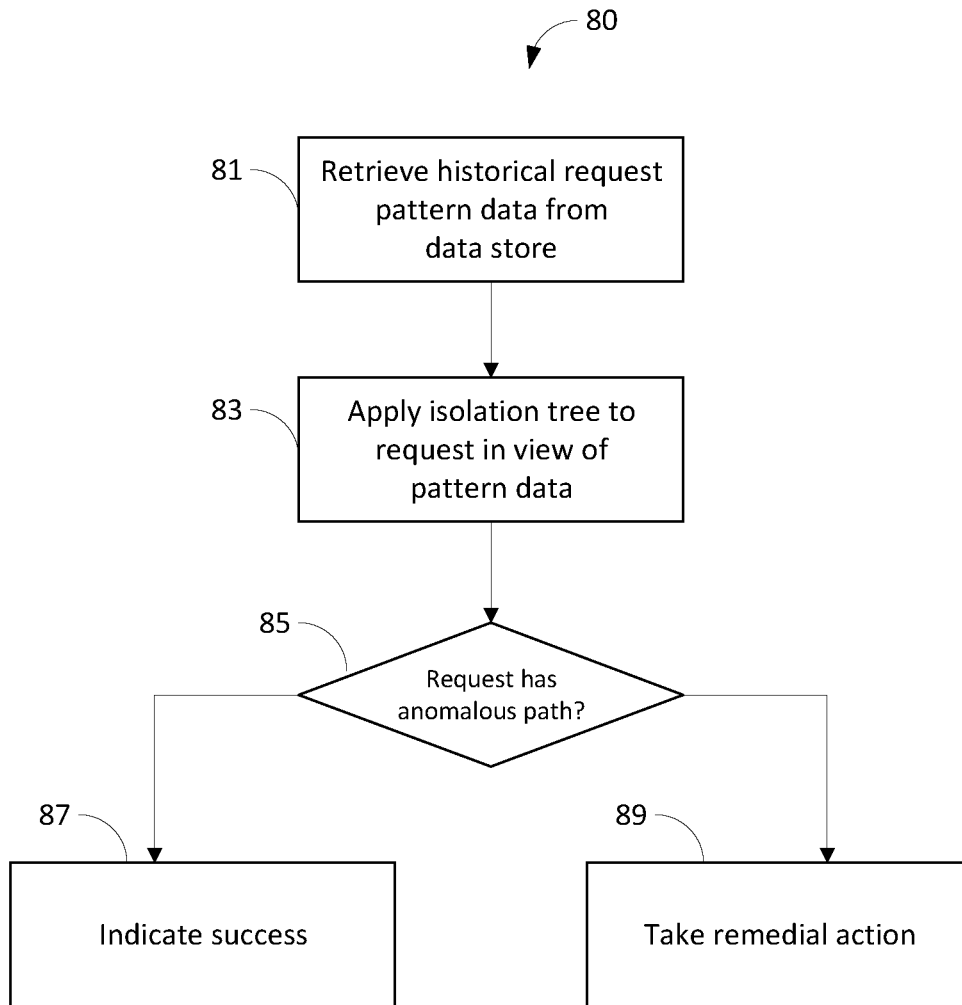 80
81
Retrieve historical request
pattern data from
data store
83
Apply isolation tree to
request in view of
pattern data
85
Request has
anomalous path?
87
Indicate success
89
Take remedial action